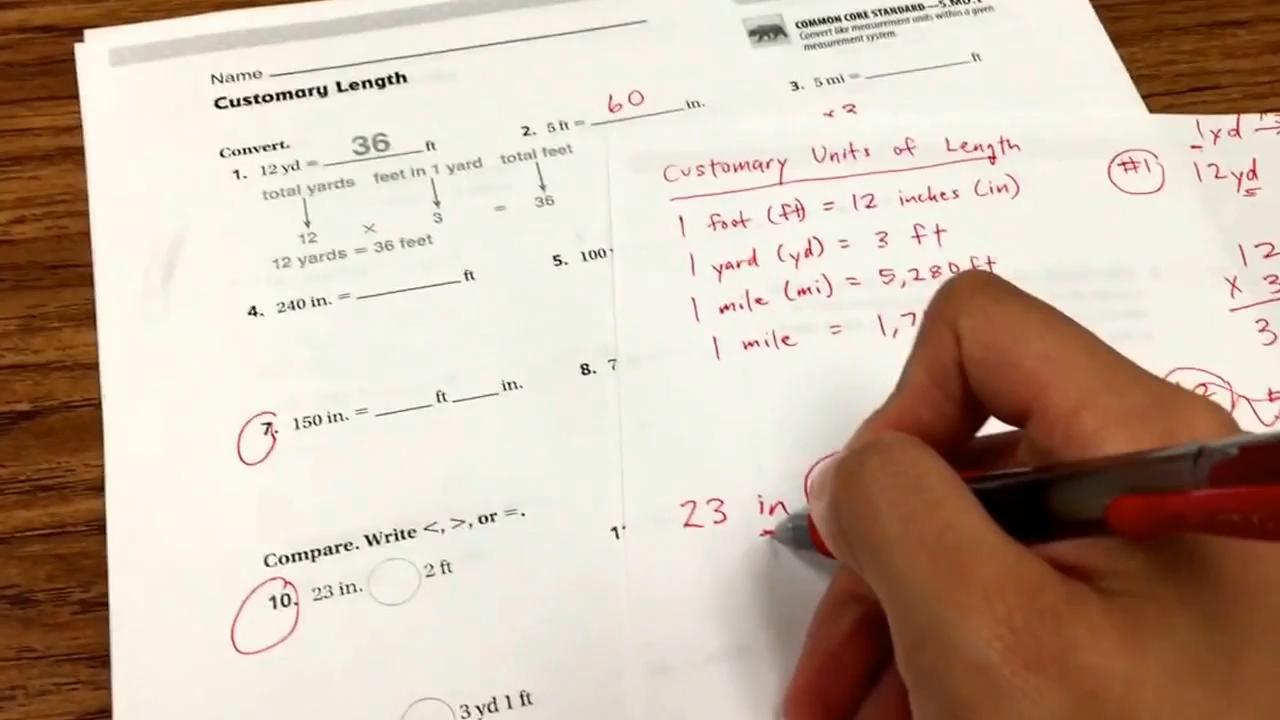 COMMON CORE STANDARD—5.MD.1
Convert like measurement units within a given
measurement system.
Name
Customary Length
Convert.
1. 12 yd = 36 ft
total yards feet in 1 yard total feet
12 × 3 = 36
12 yards = 36 feet
2. 5 ft = 60 in.
3. 5 mi = ft
4. 240 in. = ft
5. 100
7. 150 in. = ft in.
8. 7
Compare. Write <, >, or =.
10. 23 in. 2 ft
3 yd 1 ft
Customary Units of Length
1 foot (ft) = 12 inches (in)
1 yard (yd) = 3 ft
1 mile (mi) = 5,280 ft
1 mile = 1,7
23 in
#1
1yd
12yd
12
X 3
3